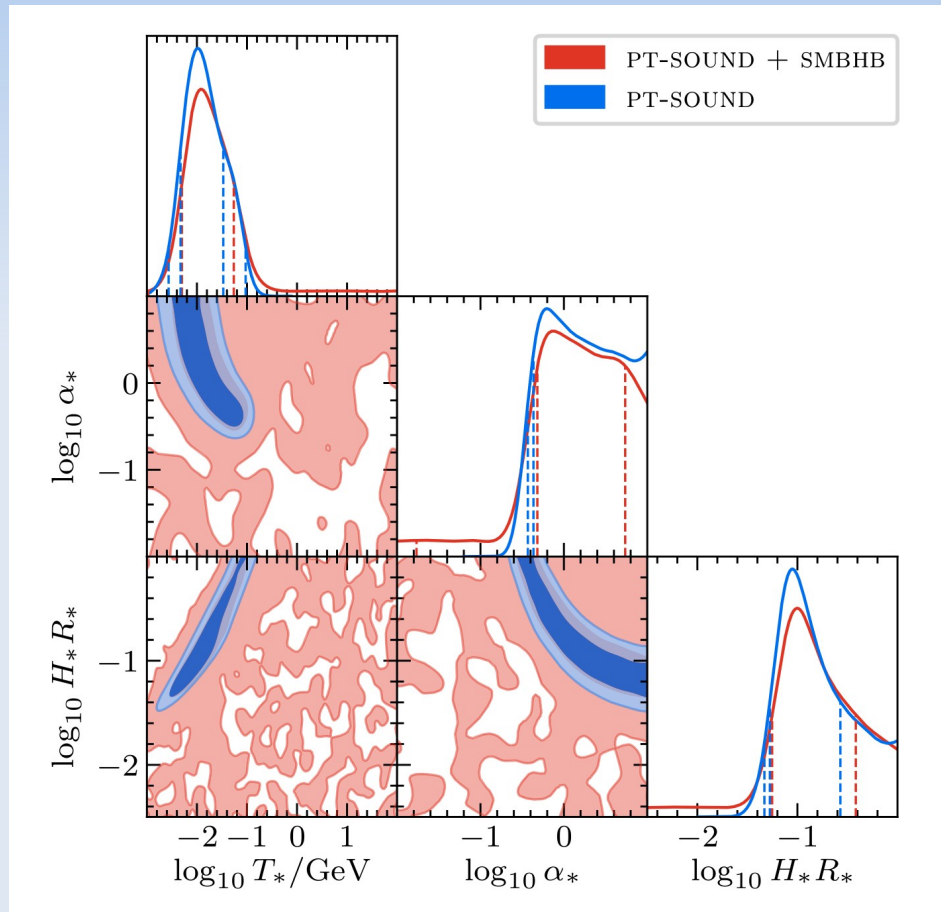 PT-SOUND + SMBHB
PT-SOUND
log₁₀ α∗
0
−1
log₁₀ H∗R∗
−1
−2
−2 −1 0 1
log₁₀ T∗/GeV
−1 0
log₁₀ α∗
−2 −1
log₁₀ H∗R∗